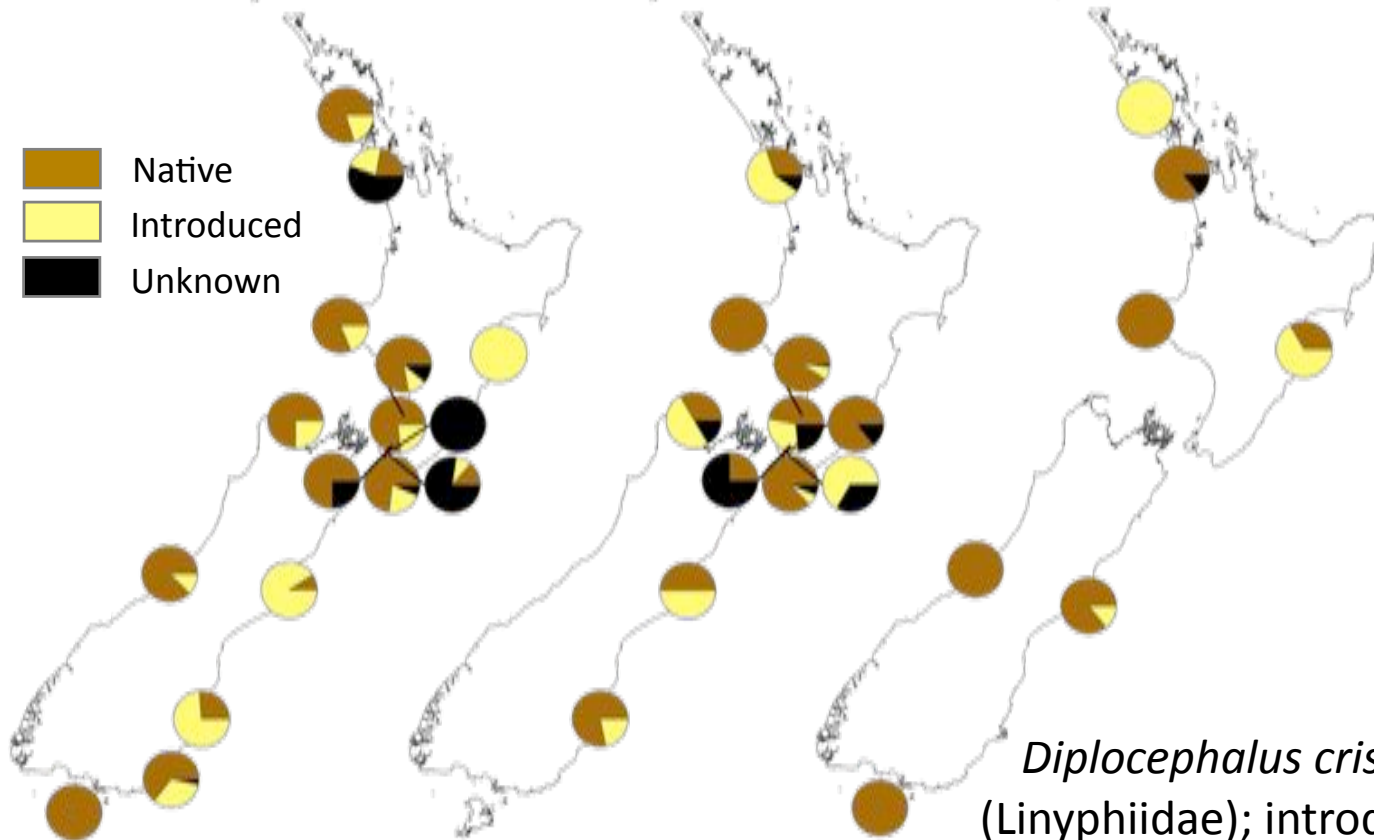 Native
Introduced
Unknown
Diplocephalus cris
(Linyphiidae); introd